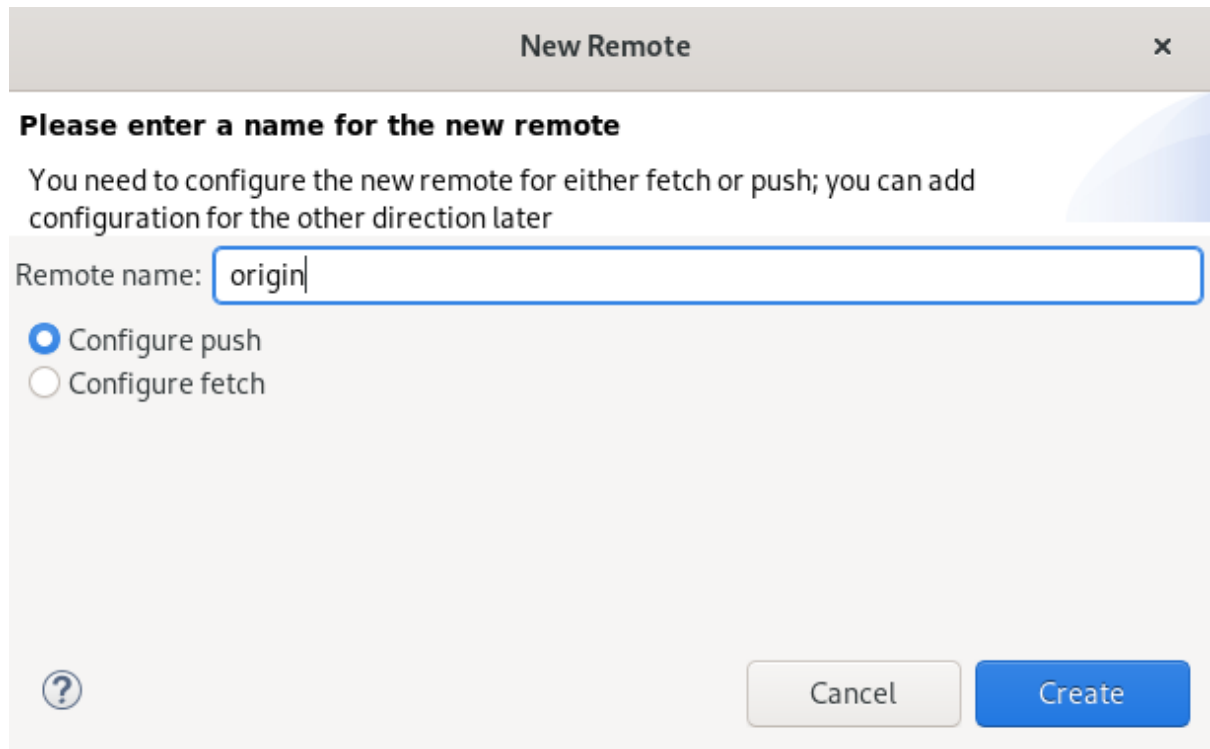 New Remote
Please enter a name for the new remote
You need to configure the new remote for either fetch or push; you can add
configuration for the other direction later
Remote name: origin
Configure push
Configure fetch
?
Cancel Create